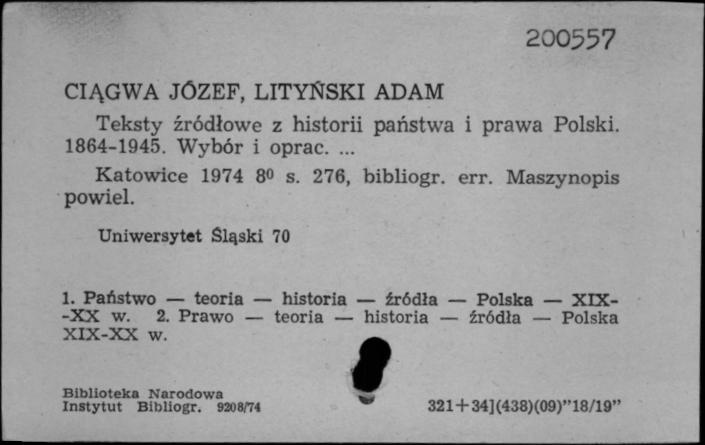 200557
CIĄGWA JÓZEF, LITYŃSKI ADAM
Teksty źródłowe z historii państwa i prawa Polski.
1864-1945. Wybór i oprac. ...
Katowice 1974 8⁰ s. 276, bibliogr. err. Maszynopis
powiel.
Uniwersytet Śląski 70
1. Państwo — teoria — historia — źródła — Polska — XIX-
-XX w. 2. Prawo — teoria — historia — źródła — Polska
XIX-XX w.
Biblioteka Narodowa
Instytut Bibliogr. 9208/74
321+34](438)(09)"18/19"